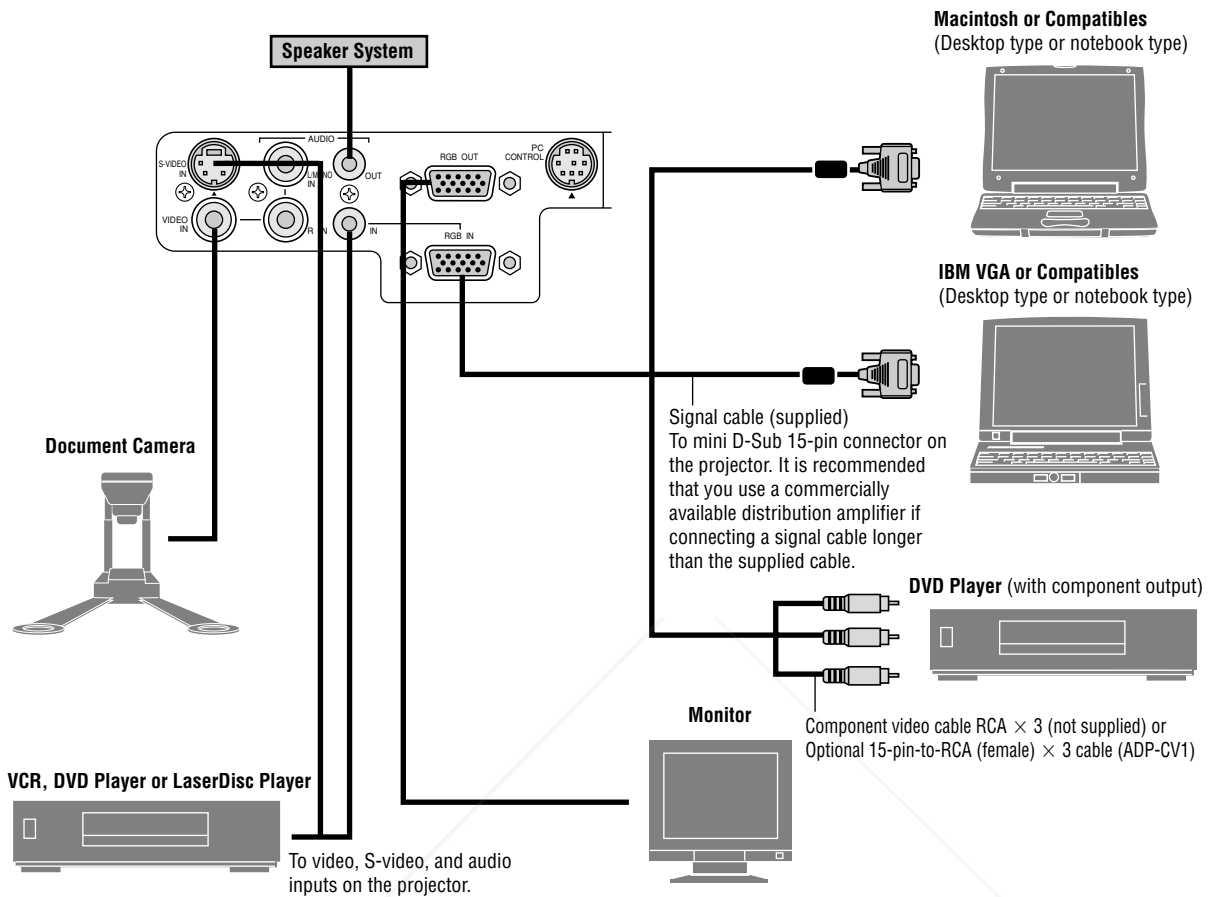 Macintosh or Compatibles
(Desktop type or notebook type)
Speaker System
AUDIO
S-VIDEO
IN
L/MONO
IN
OUT
RGB OUT
PC
CONTROL
VIDEO
IN
R IN
IN
RGB IN
IBM VGA or Compatibles
(Desktop type or notebook type)
Signal cable (supplied)
To mini D-Sub 15-pin connector on
the projector. It is recommended
that you use a commercially
available distribution amplifier if
connecting a signal cable longer
than the supplied cable.
Document Camera
DVD Player (with component output)
Monitor
Component video cable RCA × 3 (not supplied) or
Optional 15-pin-to-RCA (female) × 3 cable (ADP-CV1)
VCR, DVD Player or LaserDisc Player
To video, S-video, and audio
inputs on the projector.